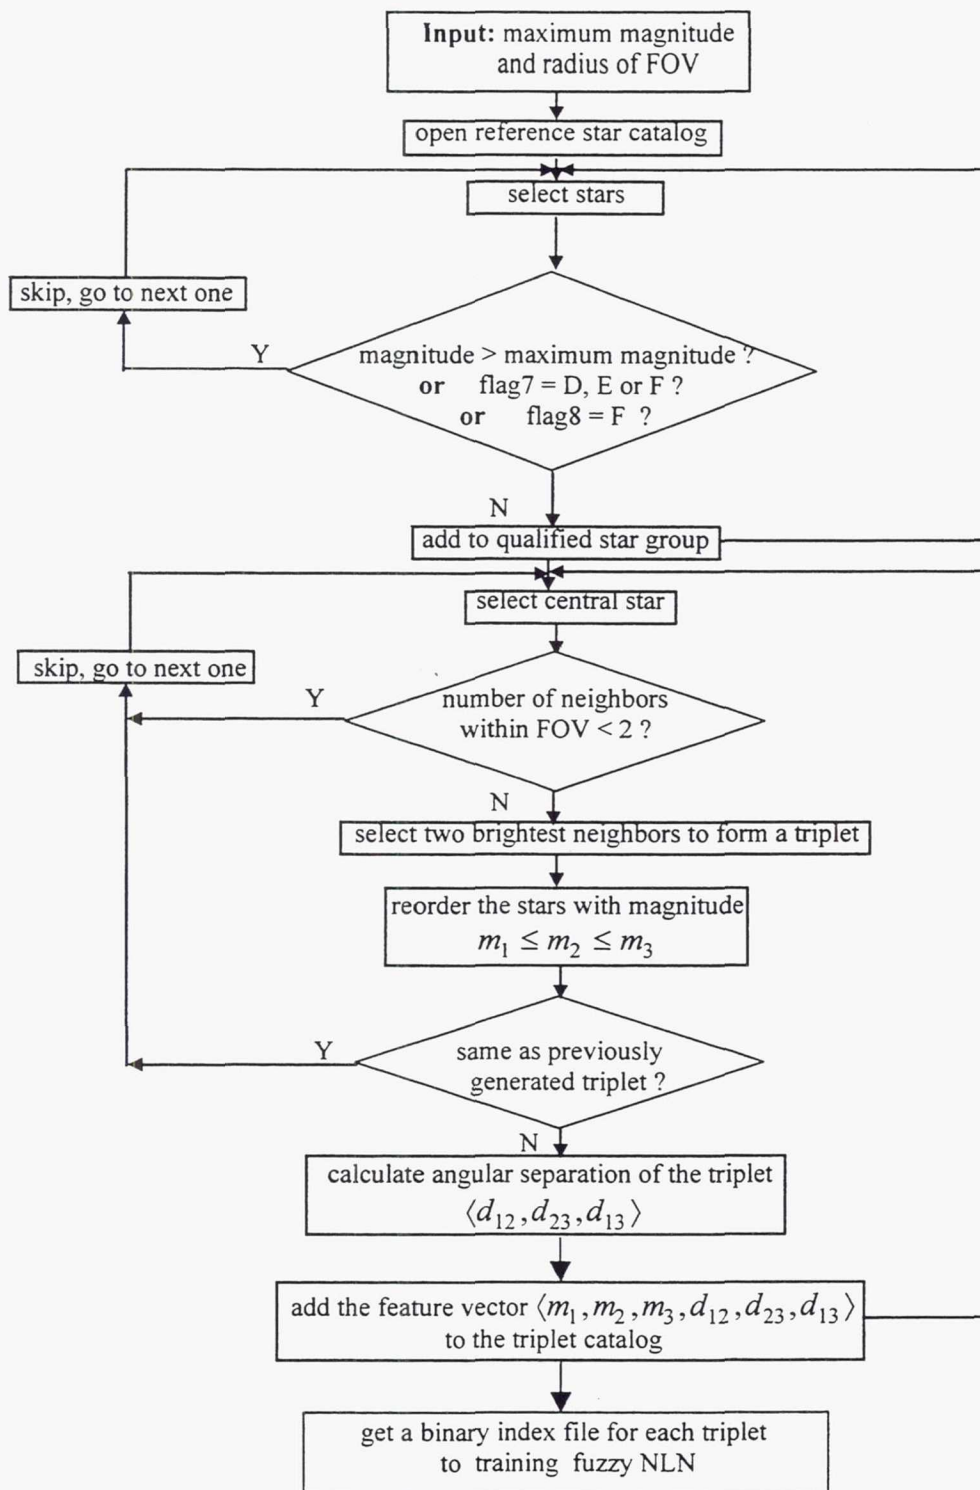 Input: maximum magnitude
and radius of FOV
open reference star catalog
select stars
skip, go to next one
Y
magnitude > maximum magnitude ?
or flag7 = D, E or F ?
or flag8 = F ?
N
add to qualified star group
select central star
skip, go to next one
Y
number of neighbors
within FOV < 2 ?
N
select two brightest neighbors to form a triplet
reorder the stars with magnitude
m₁ ≤ m₂ ≤ m₃
Y
same as previously
generated triplet ?
N
calculate angular separation of the triplet
⟨d₁₂, d₂₃, d₁₃⟩
add the feature vector ⟨m₁, m₂, m₃, d₁₂, d₂₃, d₁₃⟩
to the triplet catalog
get a binary index file for each triplet
to training fuzzy NLN